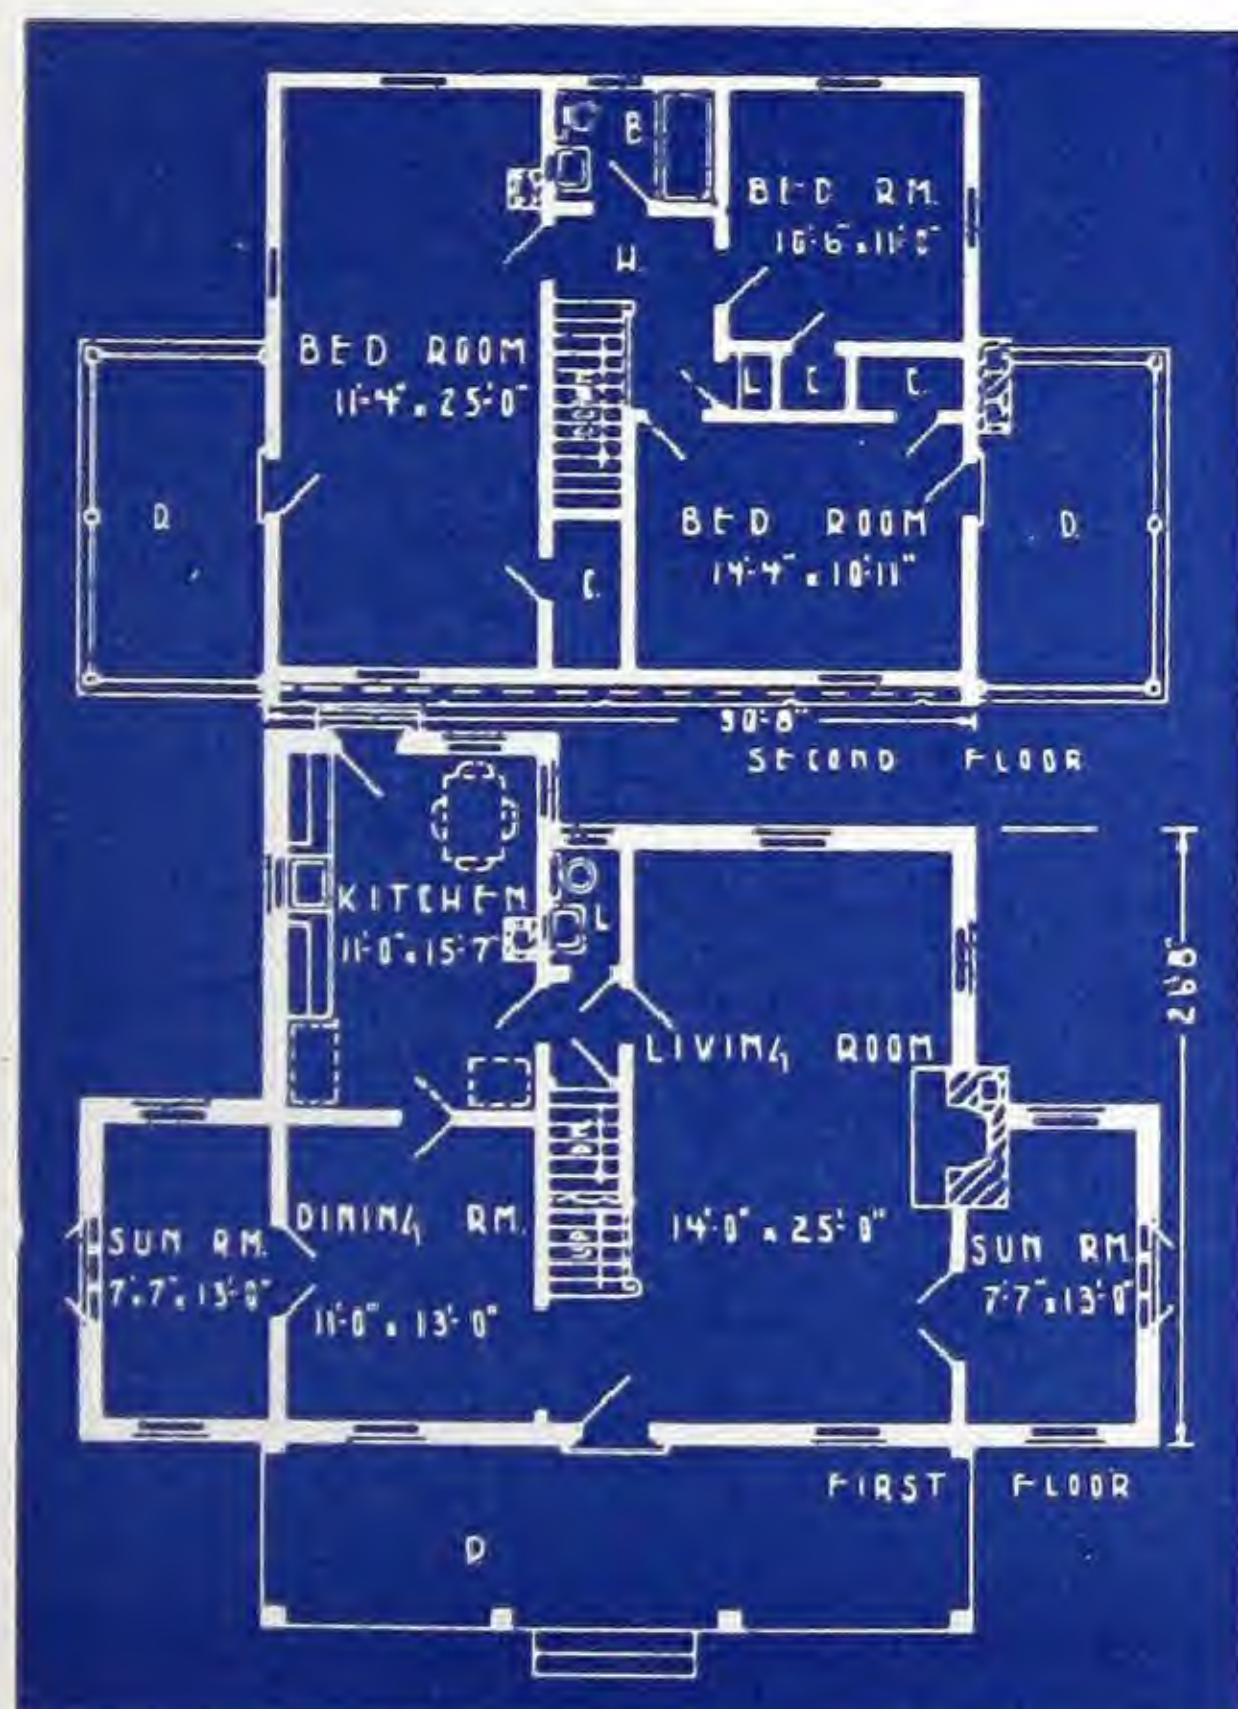 B
BED RM.
10'-6" x 11'-0"
H.
BED ROOM
11'-4" x 25'-0"
L
C
C.
D.
BED ROOM
14'-4" x 10'-11"
D.
C.
30'-8"
SECOND FLOOR
KITCHEN
11'-0" x 15'-7"
L
LIVING ROOM
26'-8"
14'-0" x 25'-0"
DINING RM.
11'-0" x 13'-0"
SUN RM.
7'-7" x 13'-0"
SUN RM.
7'-7" x 13'-0"
UP
FIRST FLOOR
D